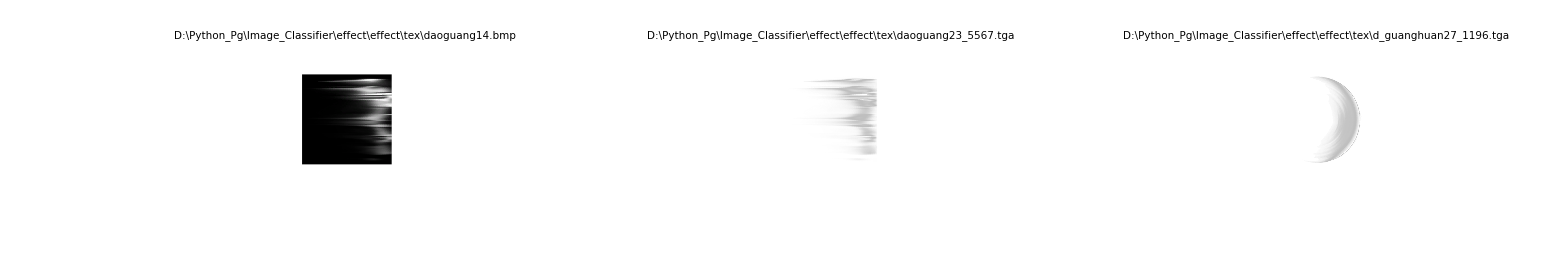 D:\Python_Pg\Image_Classifier\effect\effect\tex\daoguang14.bmp
D:\Python_Pg\Image_Classifier\effect\effect\tex\daoguang23_5567.tga
D:\Python_Pg\Image_Classifier\effect\effect\tex\d_guanghuan27_1196.tga